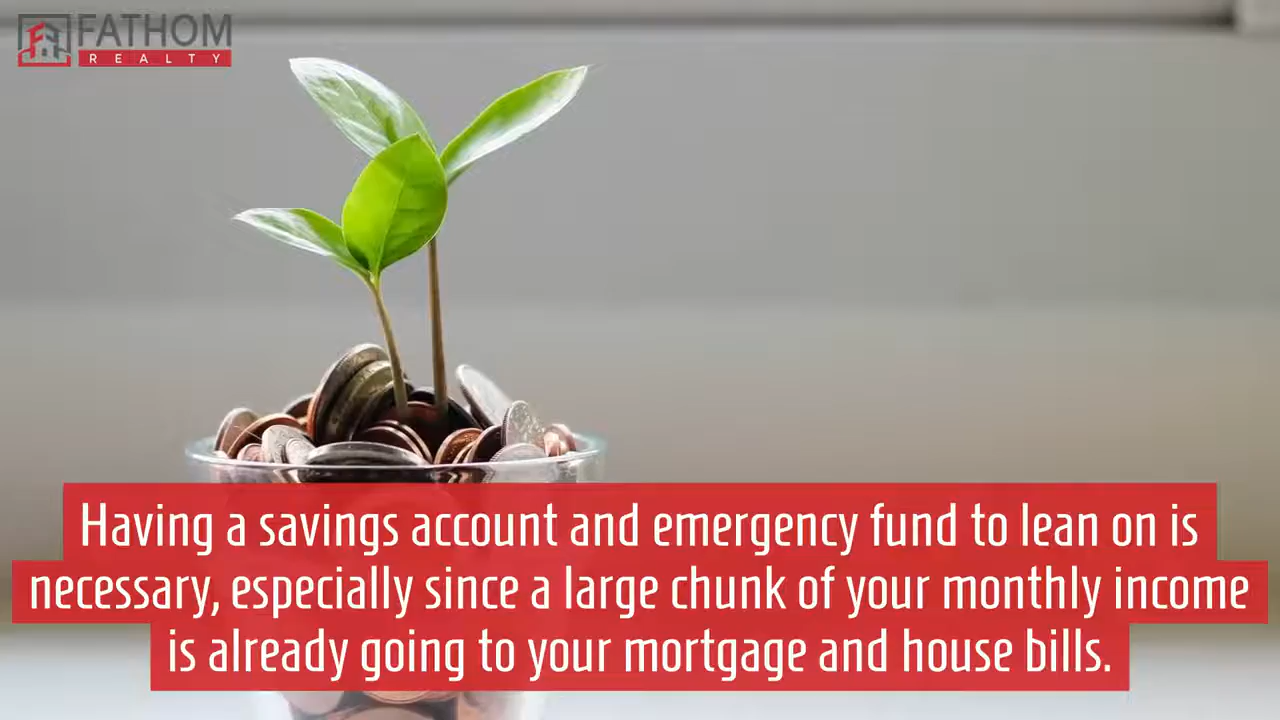 FATHOM
REALTY
Having a savings account and emergency fund to lean on is
necessary, especially since a large chunk of your monthly income
is already going to your mortgage and house bills.